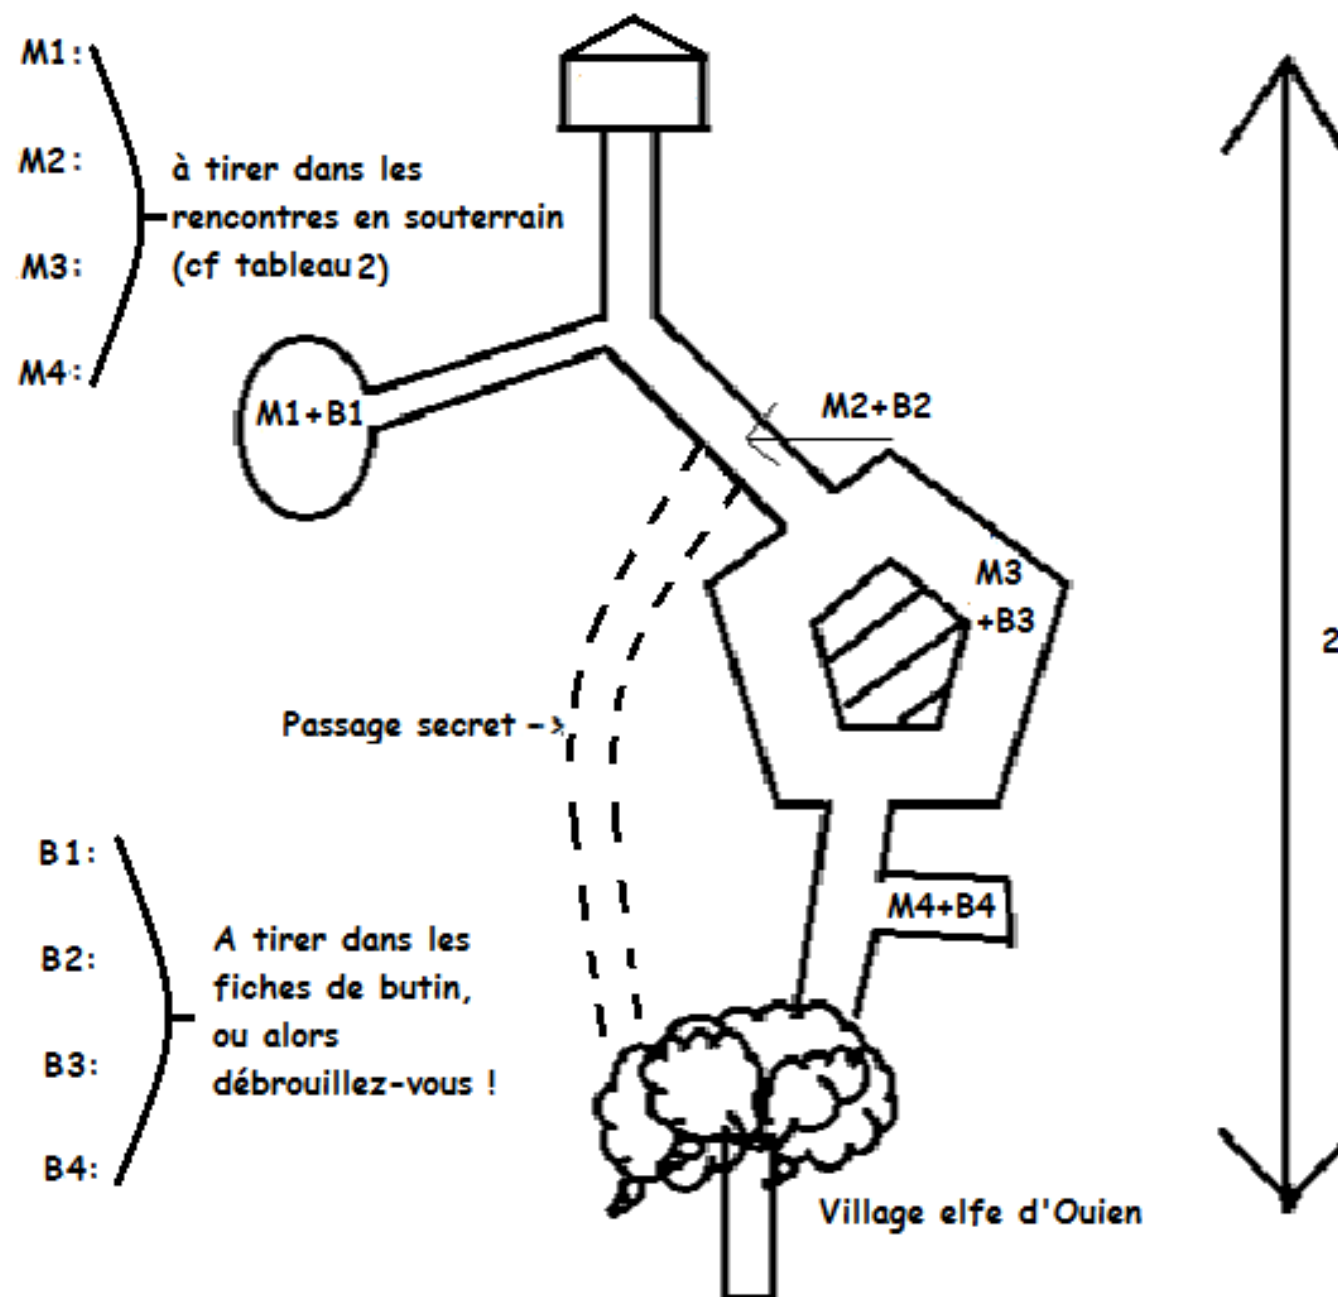 M1:
M2:
M3:
M4:
à tirer dans les
rencontres en souterrain
(cf tableau 2)
M1+B1
M2+B2
M3
+B3
2
Passage secret ->
M4+B4
B1:
B2:
B3:
B4:
A tirer dans les
fiches de butin,
ou alors
débrouillez-vous !
Village elfe d'Ouien